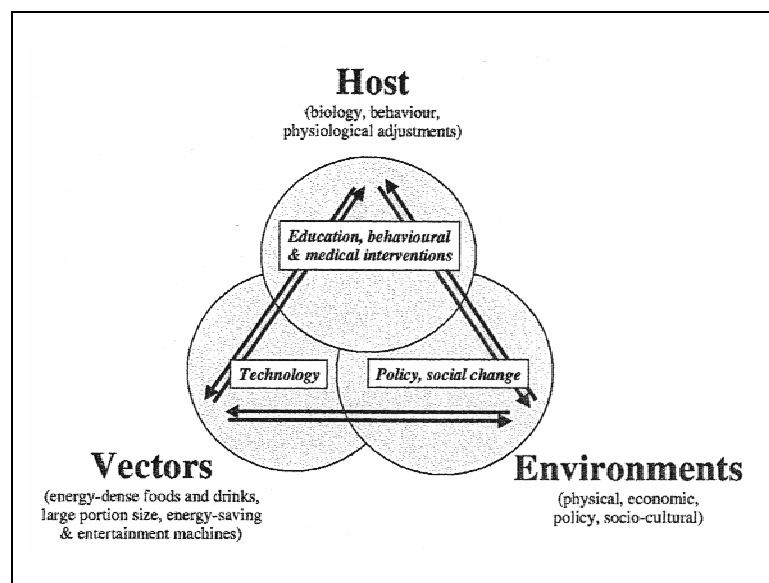 Host
(biology, behaviour,
physiological adjustments)
Education, behavioural
& medical interventions
Technology
Policy, social change
Vectors
(energy-dense foods and drinks,
large portion size, energy-saving
& entertainment machines)
Environments
(physical, economic,
policy, socio-cultural)